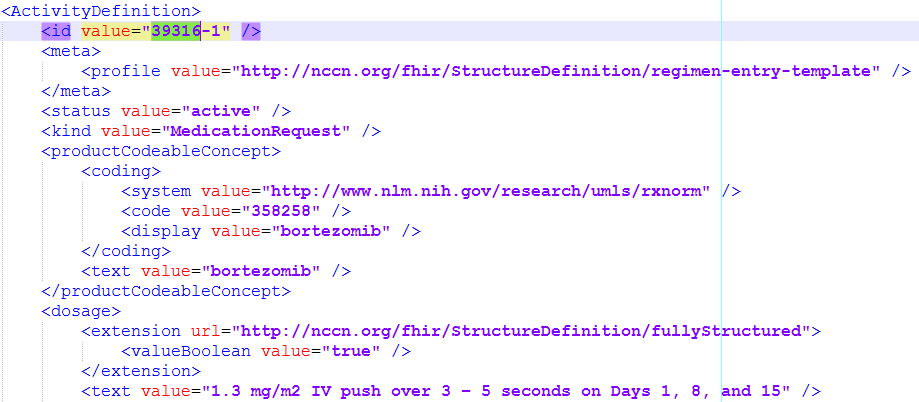 <ActivityDefinition>
<id value="39316-1" />
<meta>
<profile value="http://nccn.org/fhir/StructureDefinition/regimen-entry-template" />
</meta>
<status value="active" />
<kind value="MedicationRequest" />
<productCodeableConcept>
<coding>
<system value="http://www.nlm.nih.gov/research/umls/rxnorm" />
<code value="358258" />
<display value="bortezomib" />
</coding>
<text value="bortezomib" />
</productCodeableConcept>
<dosage>
<extension url="http://nccn.org/fhir/StructureDefinition/fullyStructured">
<valueBoolean value="true" />
</extension>
<text value="1.3 mg/m2 IV push over 3 – 5 seconds on Days 1, 8, and 15" />